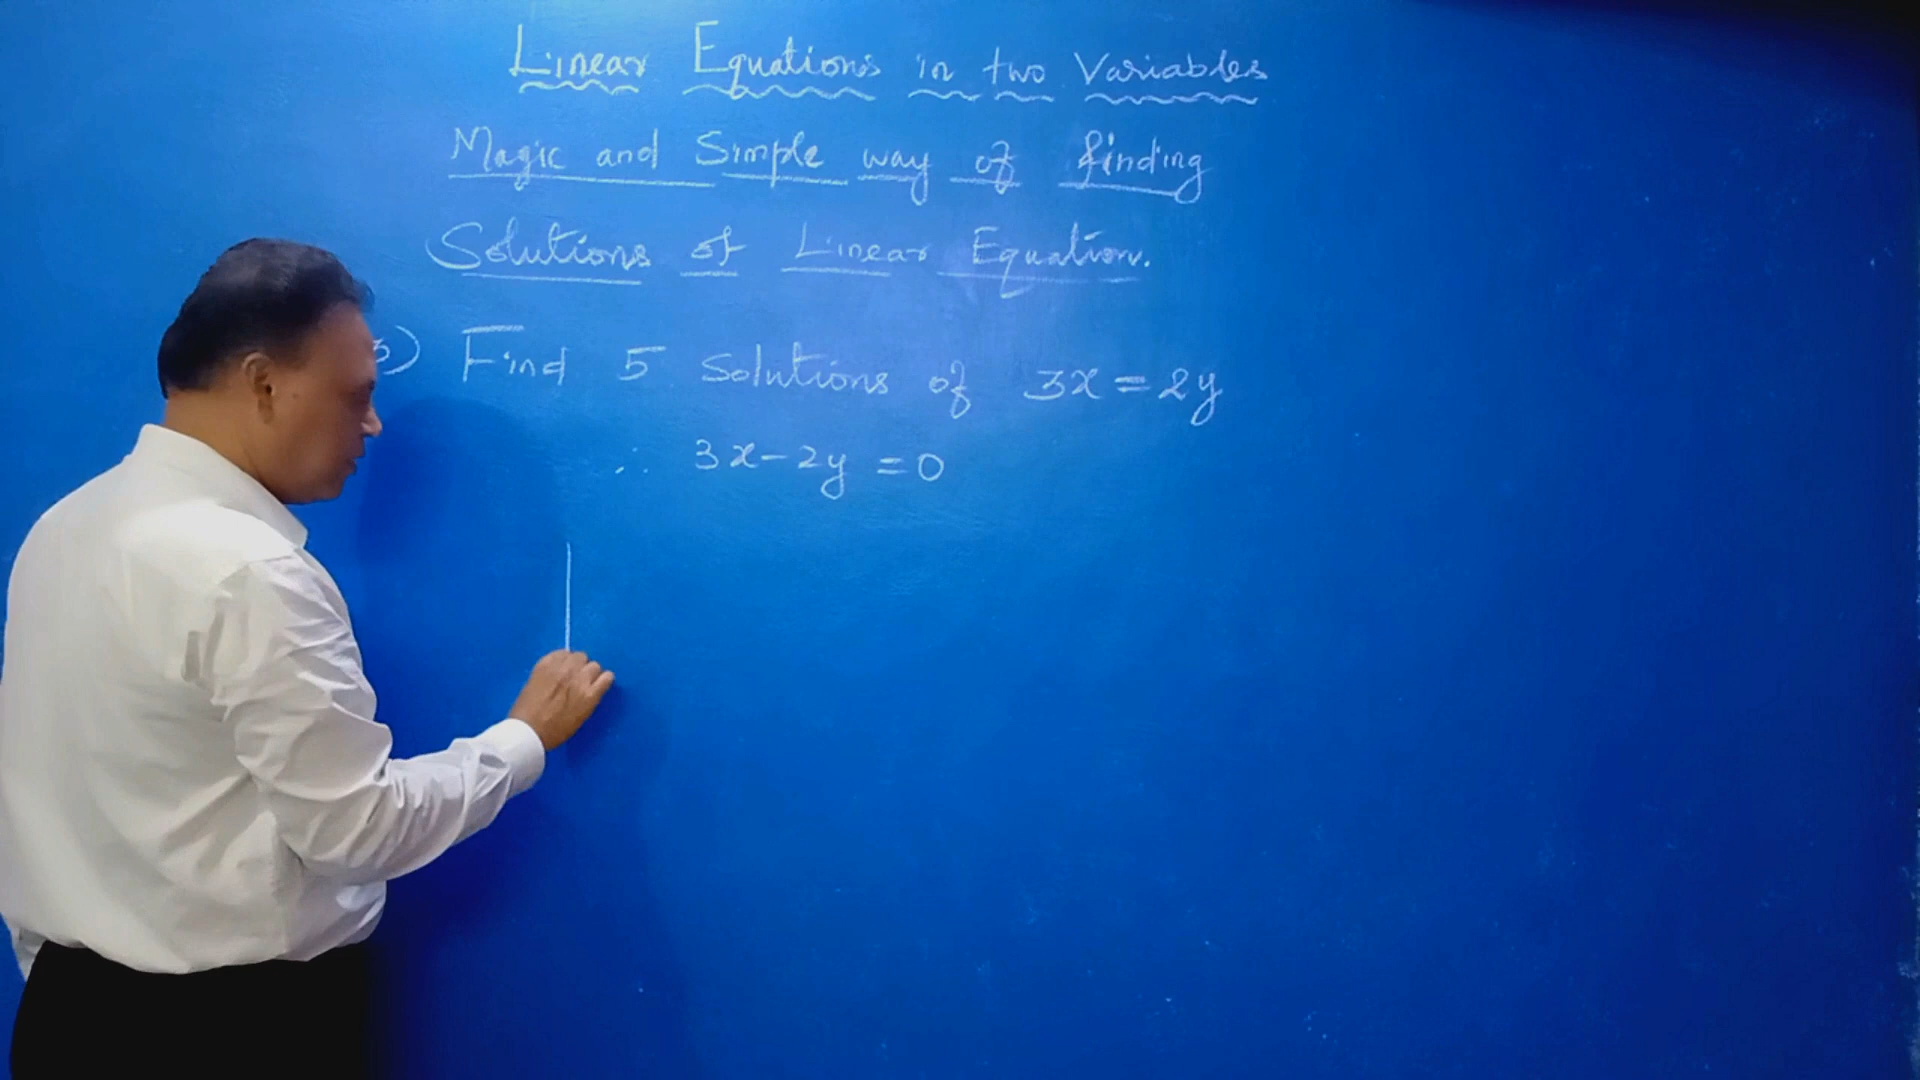 Linear Equations in two Variables
Magic and Simple way of finding
Solutions of Linear Equation.
) Find 5 Solutions of 3x=2y
∴ 3x-2y=0